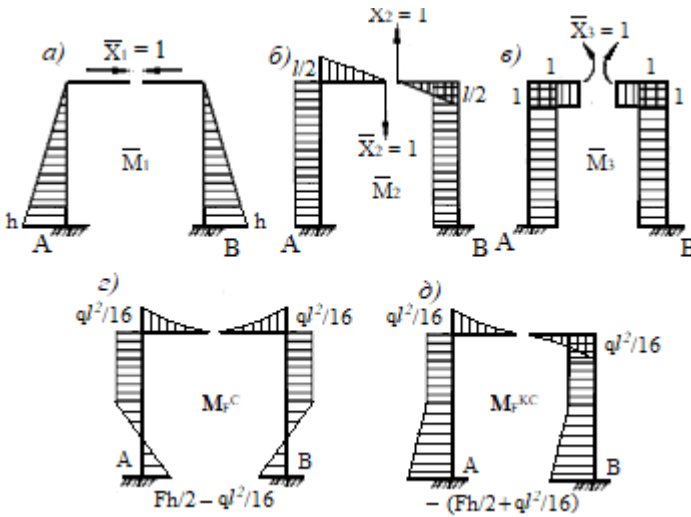 а)
X̄₁ = 1
M̄₁
h
h
A
B
б)
X₂ = 1
l/2
l/2
X̄₂ = 1
M̄₂
A
B
в)
X̄₃ = 1
1
1
1
1
M̄₃
A
B
г)
ql²/16
ql²/16
M_F^C
A
B
Fh/2 – ql²/16
д)
ql²/16
ql²/16
M_F^KC
A
B
– (Fh/2+ql²/16)